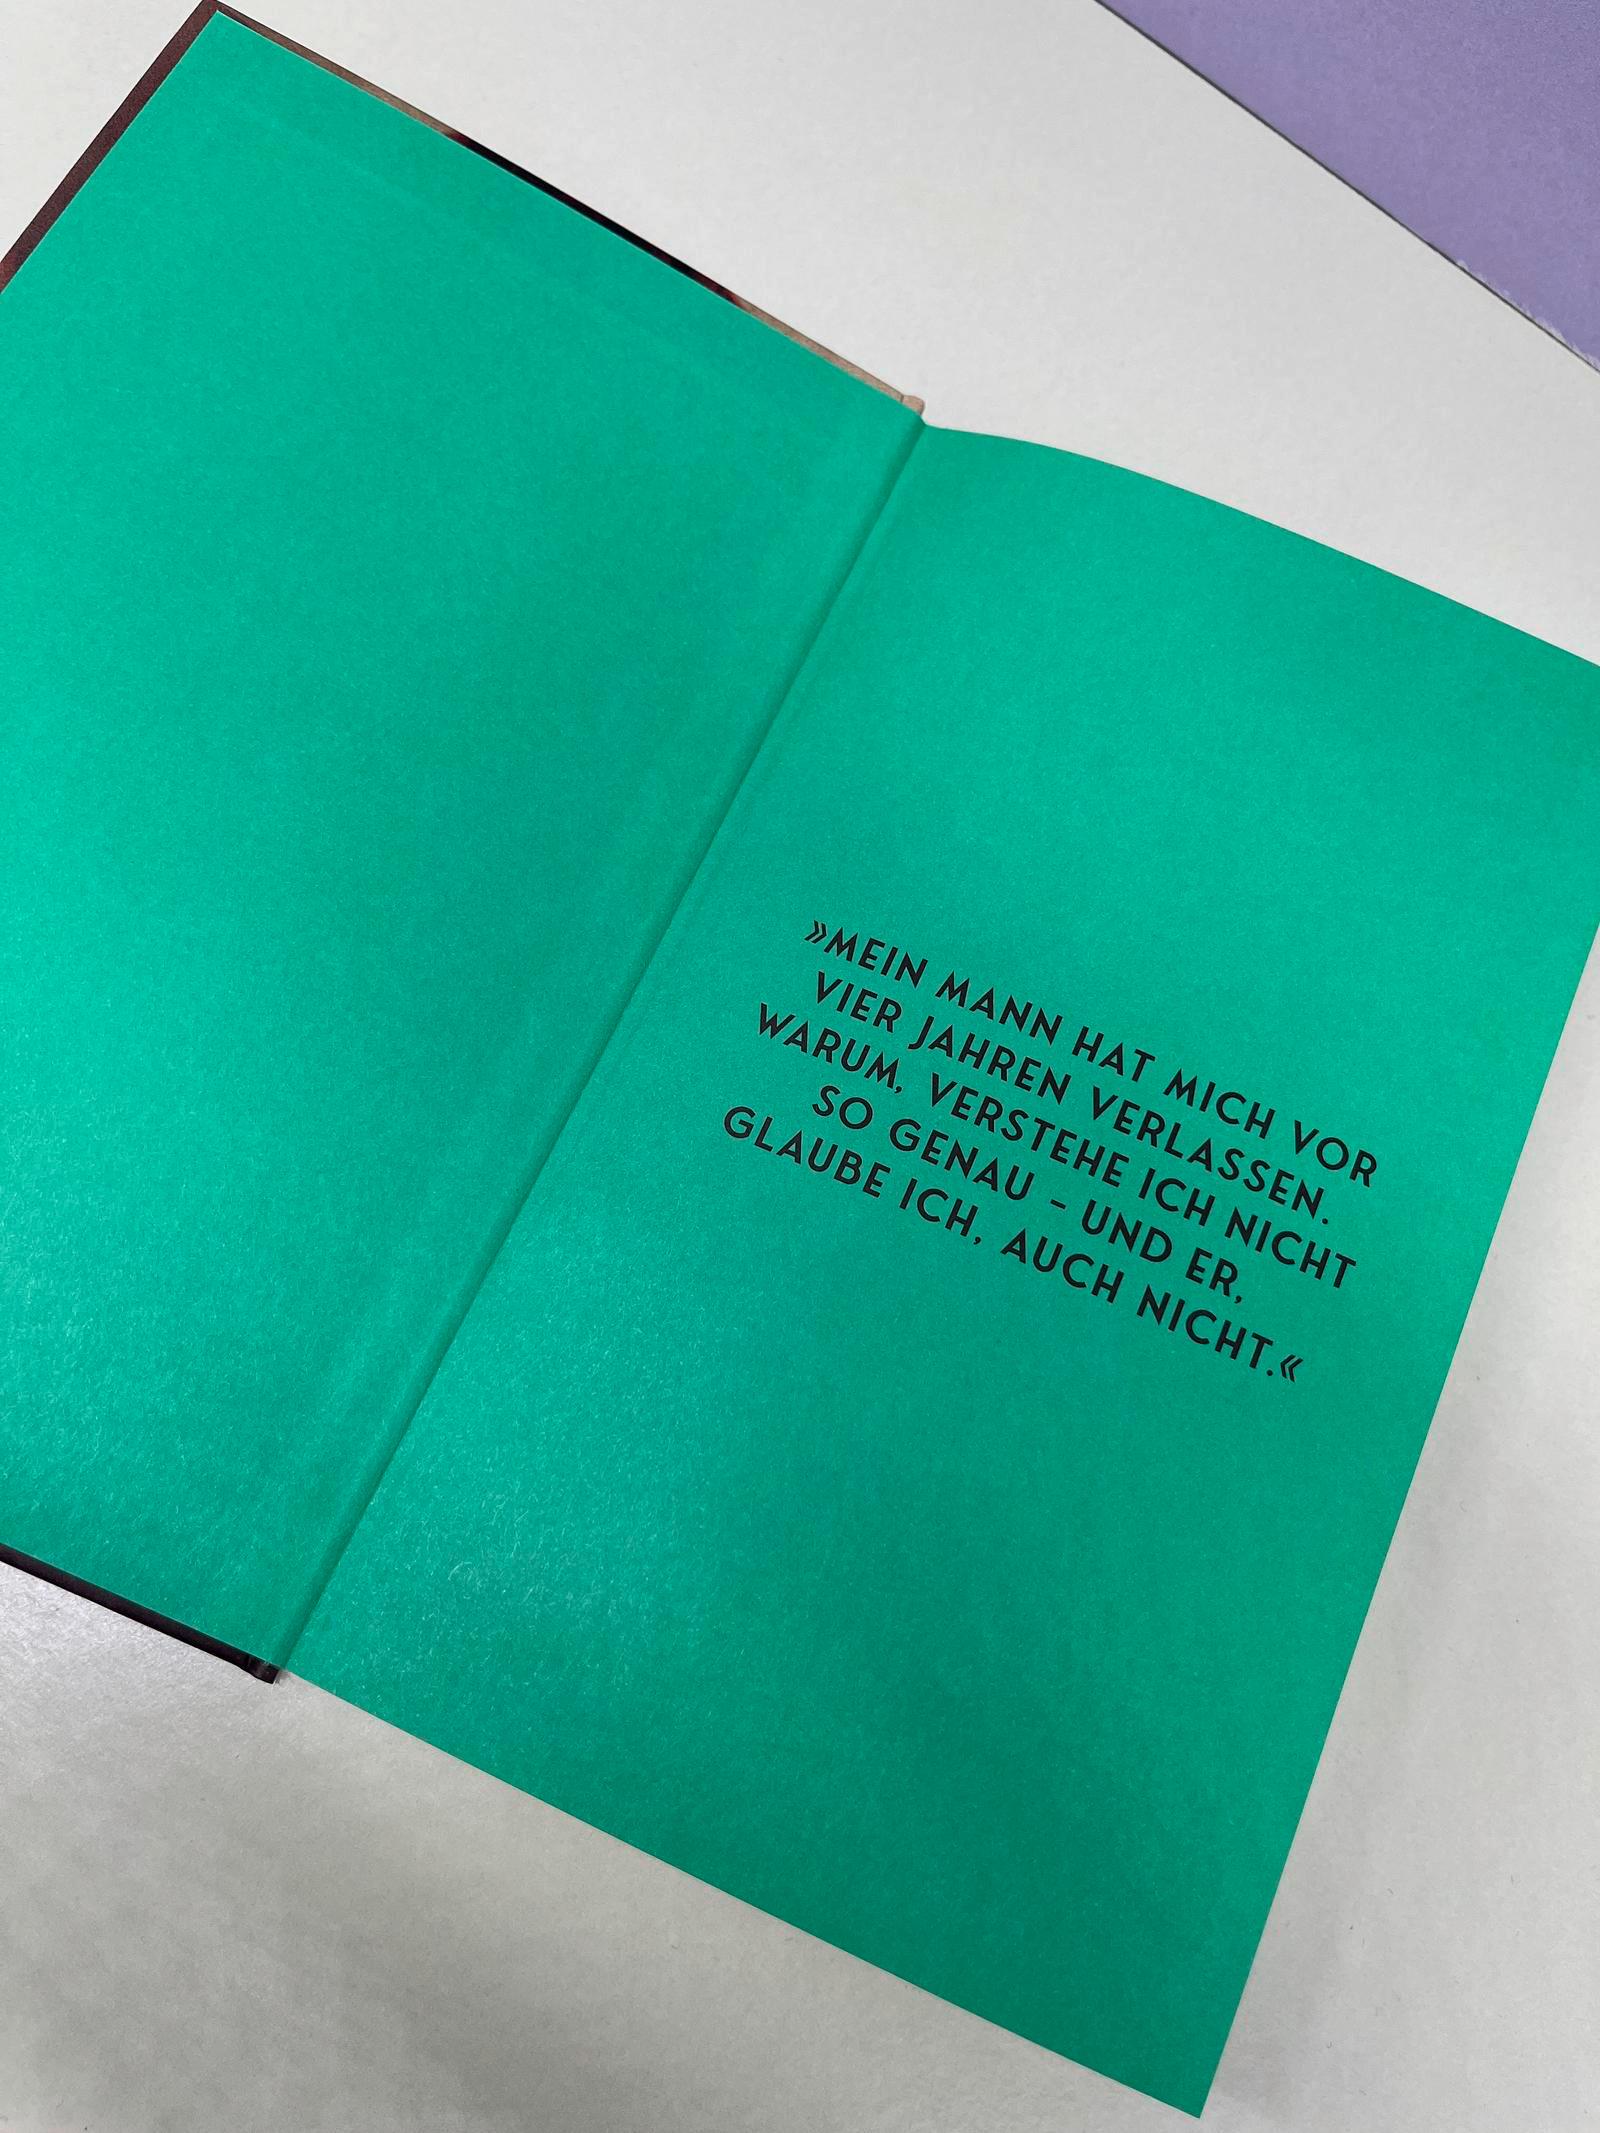 »MEIN MANN HAT MICH VOR
VIER JAHREN VERLASSEN.
WARUM, VERSTEHE ICH NICHT
SO GENAU – UND ER,
GLAUBE ICH, AUCH NICHT.«